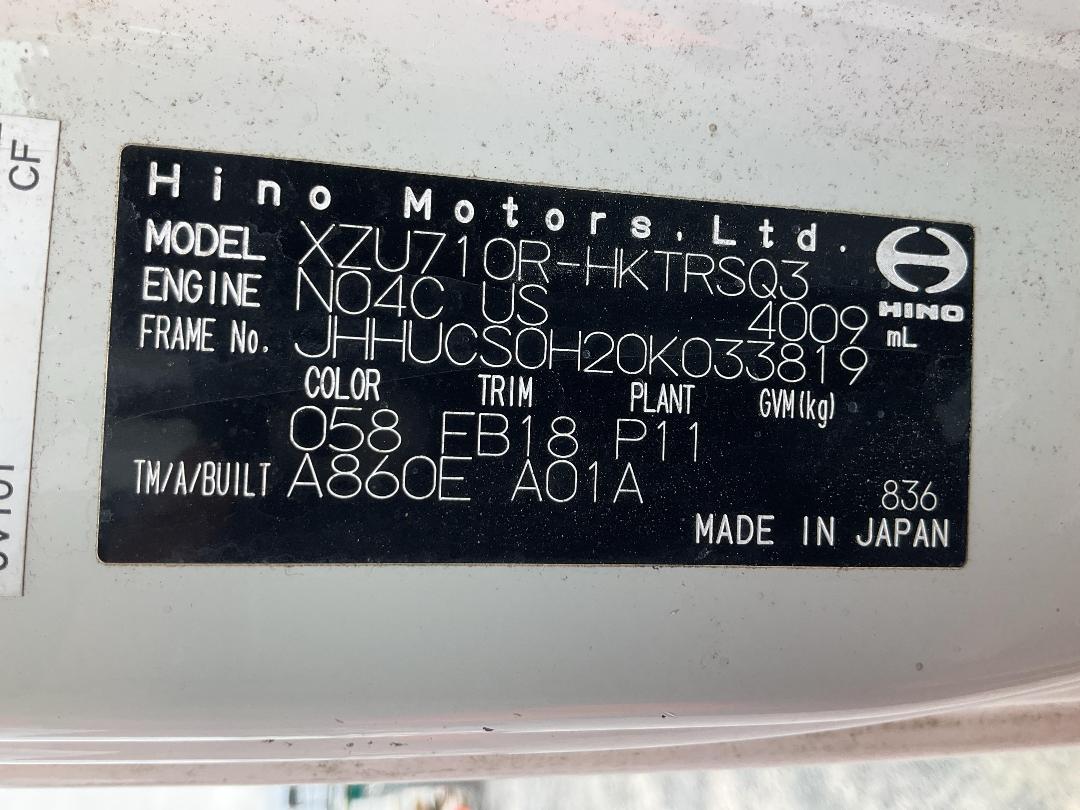 Hino Motors, Ltd.
MODEL XZU710R-HKTRSQ3
ENGINE N04C US 4009 mL
HINO
FRAME No. JHHUCS0H20K033819
COLOR TRIM PLANT GVM(kg)
058 FB18 P11
TM/A/BUILT A860E A01A
836
MADE IN JAPAN
CF